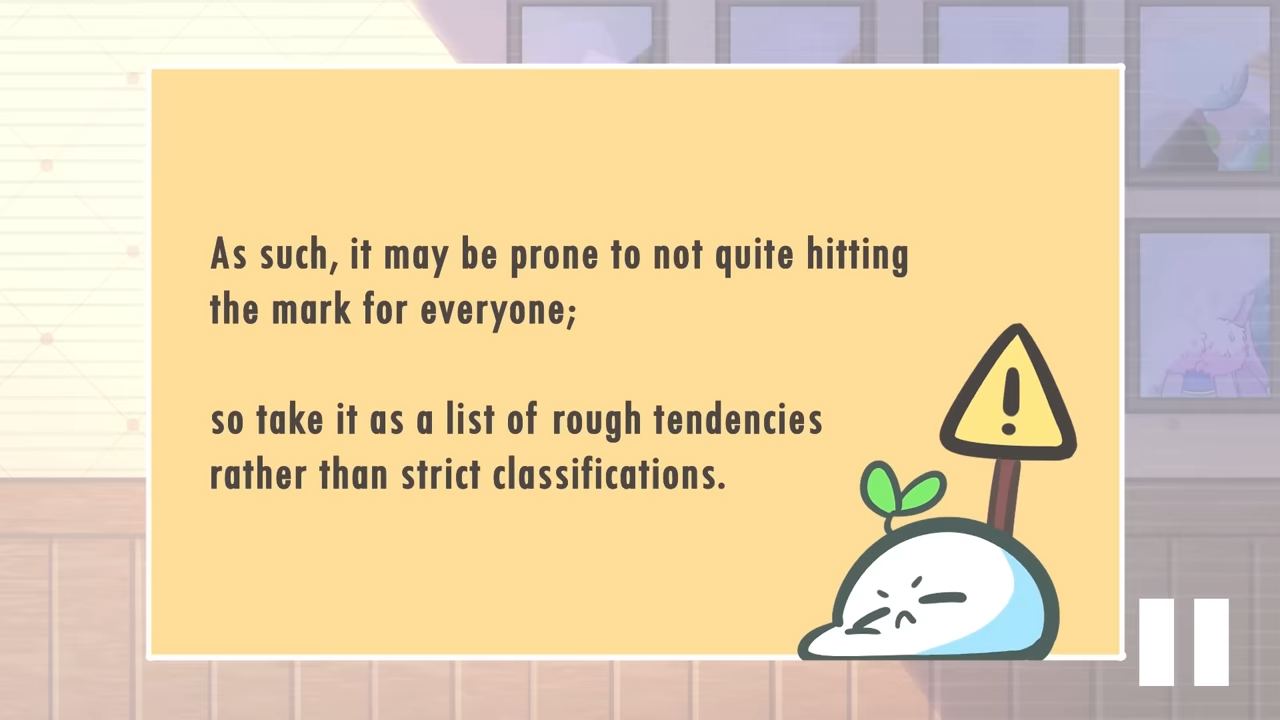 As such, it may be prone to not quite hitting
the mark for everyone;
so take it as a list of rough tendencies
rather than strict classifications.
!